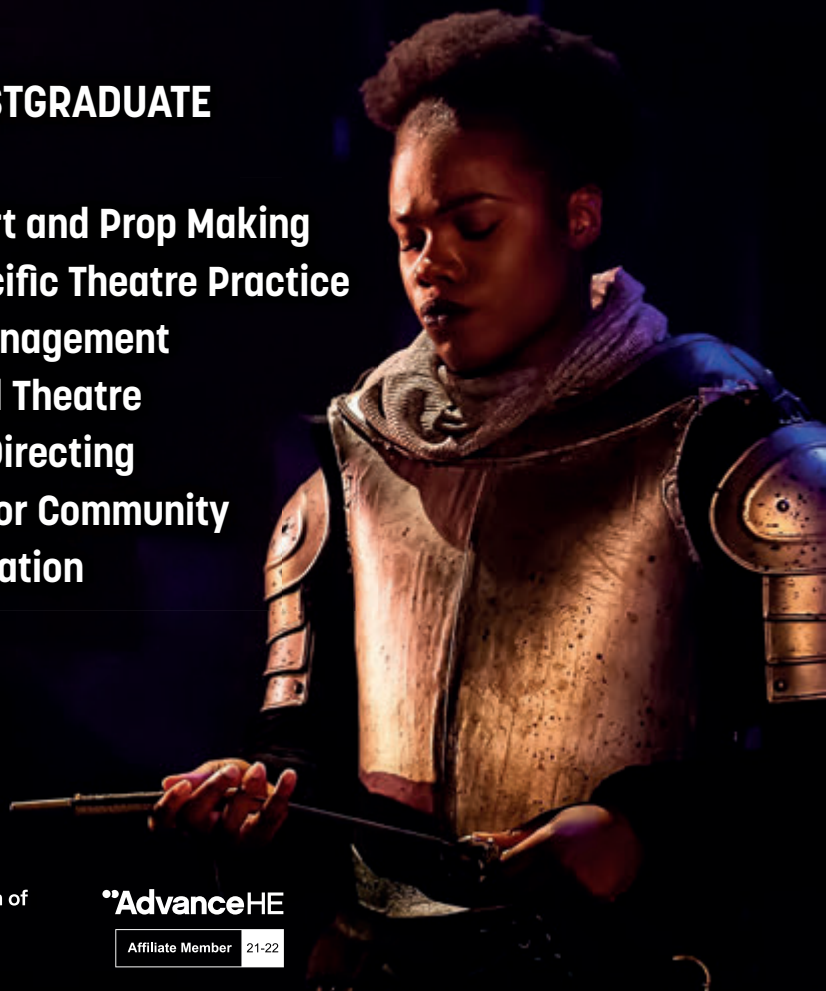 STGRADUATE
rt and Prop Making
cific Theatre Practice
nagement
l Theatre
Directing
or Community
ation
n of
AdvanceHE
Affiliate Member 21-22